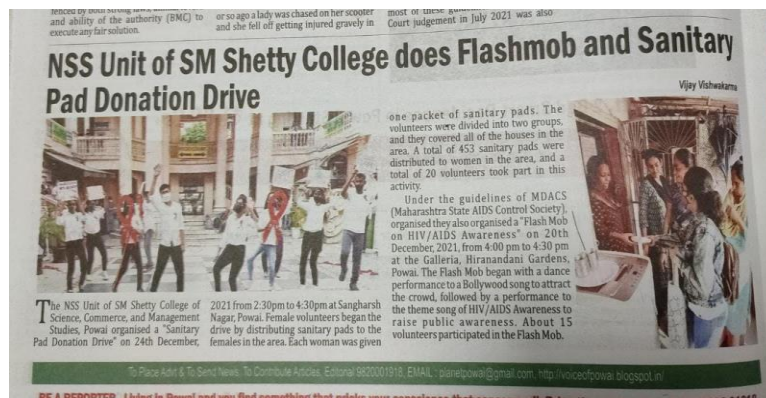 and ability of the authority (BMC) to
execute any fair solution.
or so ago a lady was chased on her scooter
and she fell off getting injured gravely in
most of these
Court judgement in July 2021 was also
NSS Unit of SM Shetty College does Flashmob and Sanitary
Pad Donation Drive
Vijay Vishwakarma
The NSS Unit of SM Shetty College of
Science, Commerce, and Management
Studies, Powai organised a "Sanitary
Pad Donation Drive" on 24th December,
2021 from 2:30pm to 4:30pm at Sangharsh
Nagar, Powai. Female volunteers began the
drive by distributing sanitary pads to the
females in the area. Each woman was given
one packet of sanitary pads. The
volunteers were divided into two groups,
and they covered all of the houses in the
area. A total of 453 sanitary pads were
distributed to women in the area, and a
total of 20 volunteers took part in this
activity.
Under the guidelines of MDACS
(Maharashtra State AIDS Control Society),
organised they also organised a "Flash Mob
on HIV/AIDS Awareness" on 20th
December, 2021, from 4:00 pm to 4:30 pm
at the Galleria, Hiranandani Gardens,
Powai. The Flash Mob began with a dance
performance to a Bollywood song to attract
the crowd, followed by a performance to
the theme song of HIV/AIDS Awareness to
raise public awareness. About 15
volunteers participated in the Flash Mob.
To Place Advt & To Send News, To Contribute Articles, Editorial 9820001918, EMAIL : planetpowai@gmail.com, http://voiceofpowai.blogspot.in/